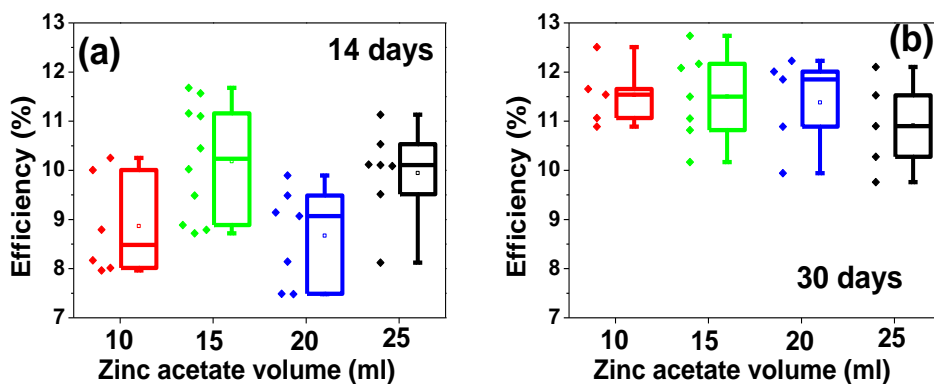 (a)
14 days
Efficiency (%)
13
12
11
10
9
8
7
10 15 20 25
Zinc acetate volume (ml)
(b)
30 days
Efficiency (%)
13
12
11
10
9
8
7
10 15 20 25
Zinc acetate volume (ml)